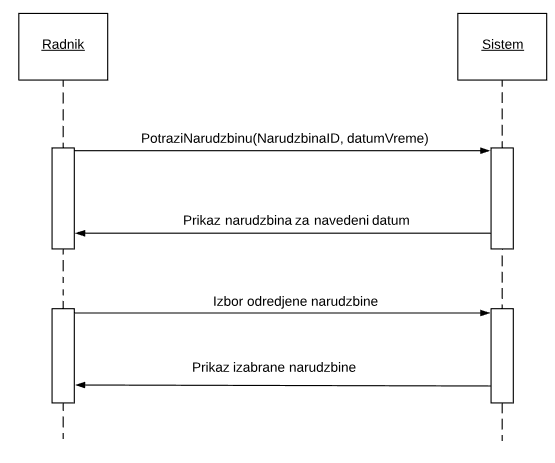 Radnik
Sistem
PotraziNarudzbinu(NarudzbinaID, datumVreme)
Prikaz narudzbina za navedeni datum
Izbor odredjene narudzbine
Prikaz izabrane narudzbine